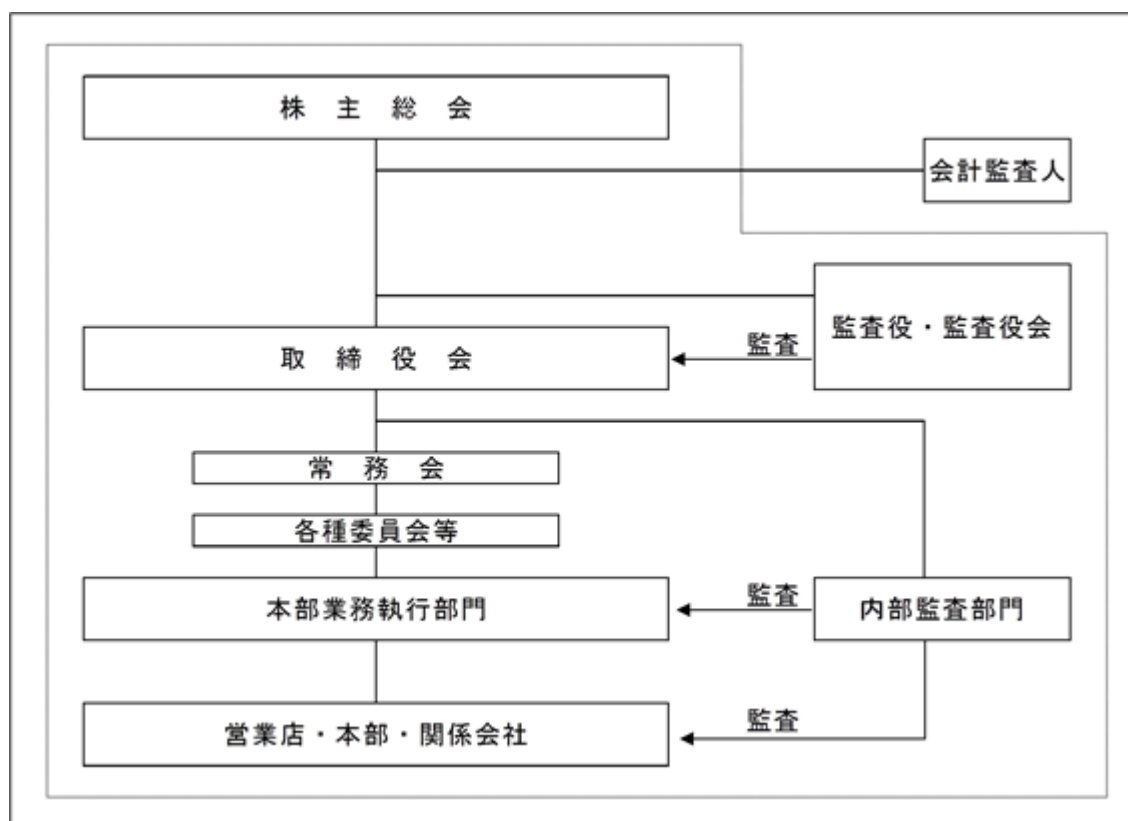 株主総会
会計監査人
監査役・監査役会
取締役会
監査
常務会
各種委員会等
本部業務執行部門
監査
内部監査部門
営業店・本部・関係会社
監査